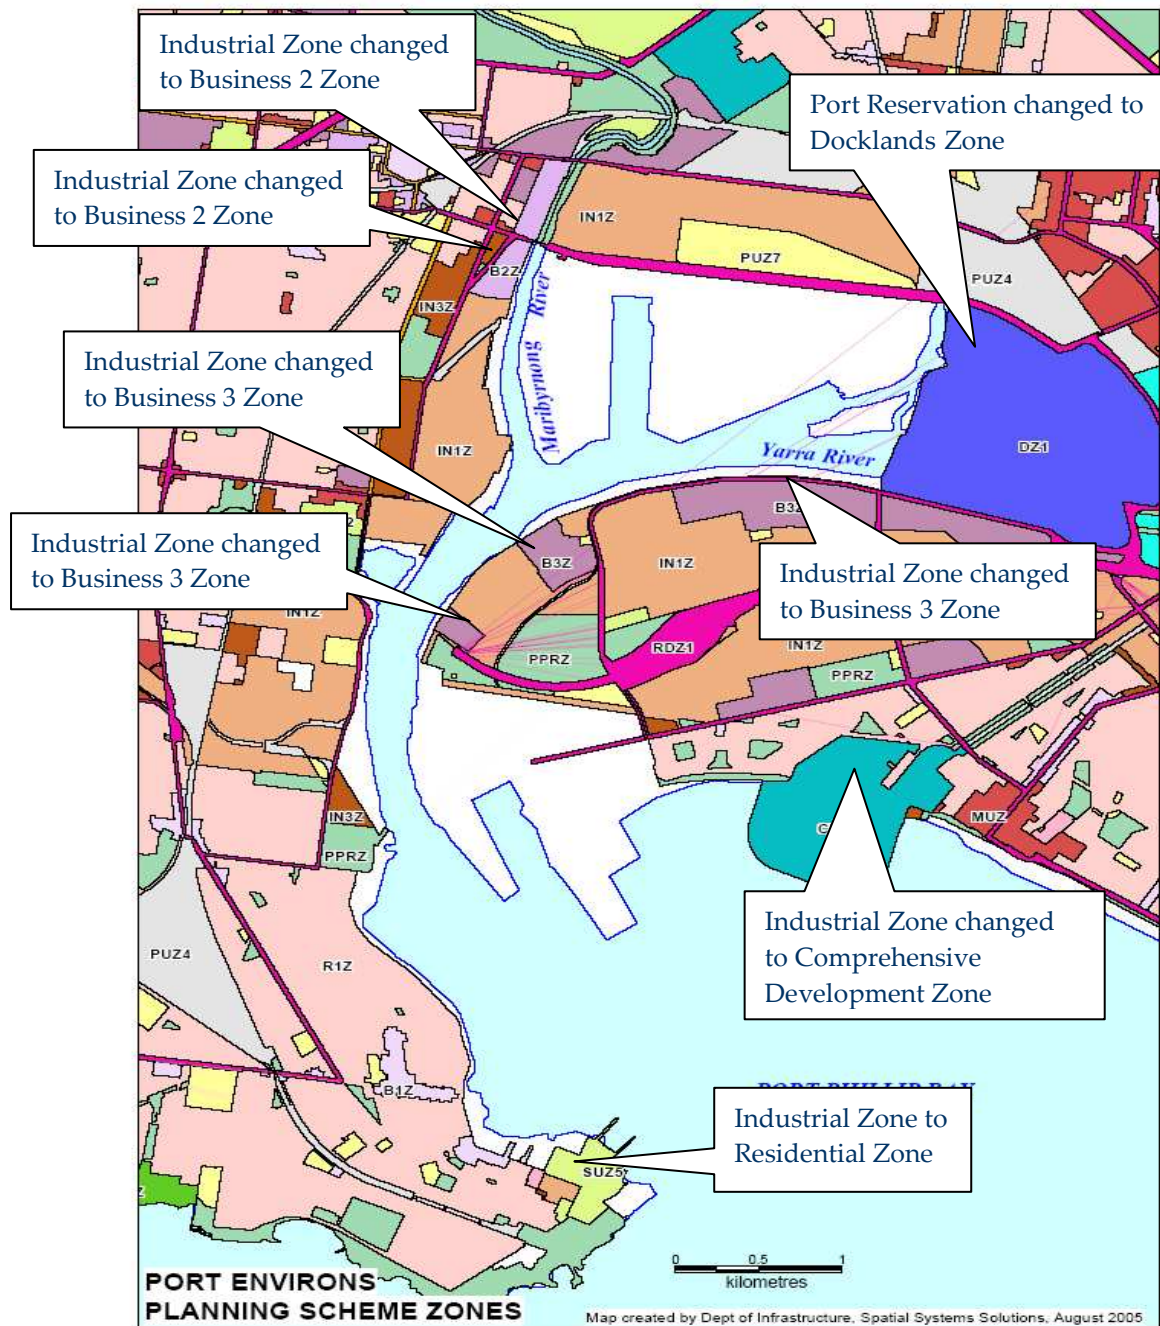 Industrial Zone changed
to Business 2 Zone
Port Reservation changed to
Docklands Zone
Industrial Zone changed
to Business 2 Zone
IN1Z
PUZ7
PUZ4
B2Z
IN3Z
Maribyrnong River
Industrial Zone changed
to Business 3 Zone
IN1Z
Yarra River
DZ1
B3Z
Industrial Zone changed
to Business 3 Zone
B3Z
IN1Z
Industrial Zone changed
to Business 3 Zone
IN1Z
RDZ1
IN1Z
PPRZ
PPRZ
IN3Z
MUZ
PPRZ
Industrial Zone changed
to Comprehensive
Development Zone
PUZ4
R1Z
B1Z
PORT PHILLIP BAY
Industrial Zone to
Residential Zone
SUZ5
0 0.5 1
kilometres
PORT ENVIRONS
PLANNING SCHEME ZONES
Map created by Dept of Infrastructure, Spatial Systems Solutions, August 2005